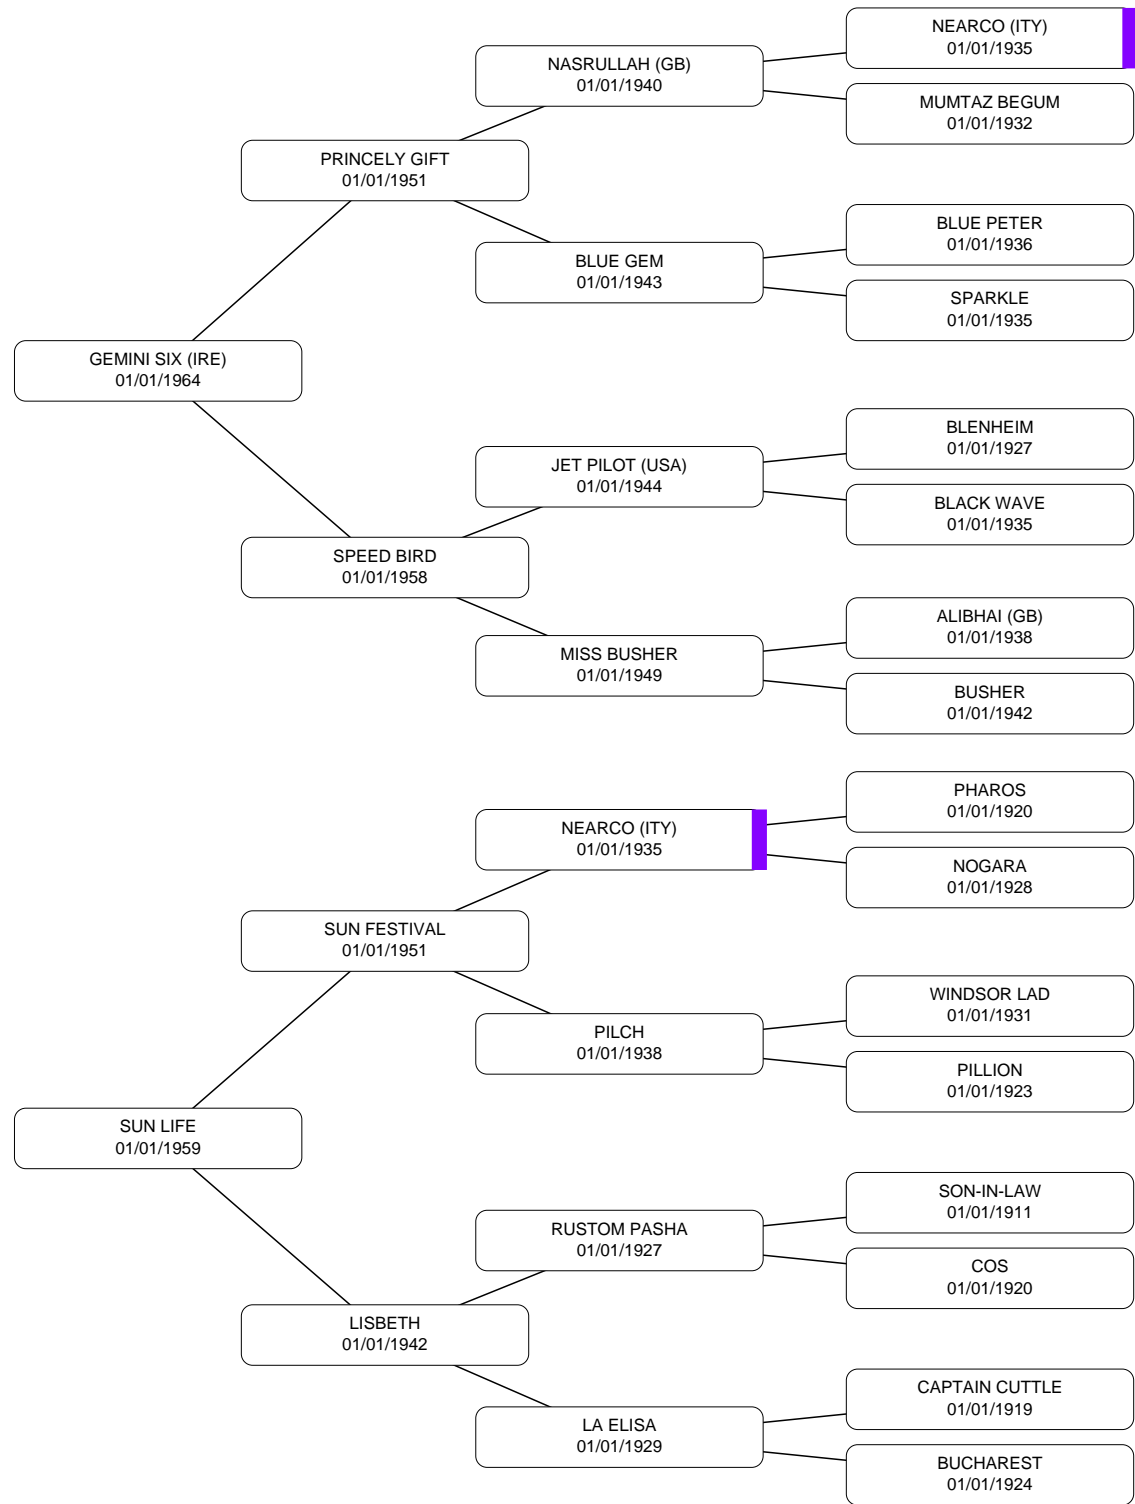 NEARCO (ITY)
01/01/1935
NASRULLAH (GB)
01/01/1940
MUMTAZ BEGUM
01/01/1932
PRINCELY GIFT
01/01/1951
BLUE PETER
01/01/1936
BLUE GEM
01/01/1943
SPARKLE
01/01/1935
GEMINI SIX (IRE)
01/01/1964
BLENHEIM
01/01/1927
JET PILOT (USA)
01/01/1944
BLACK WAVE
01/01/1935
SPEED BIRD
01/01/1958
ALIBHAI (GB)
01/01/1938
MISS BUSHER
01/01/1949
BUSHER
01/01/1942
PHAROS
01/01/1920
NEARCO (ITY)
01/01/1935
NOGARA
01/01/1928
SUN FESTIVAL
01/01/1951
WINDSOR LAD
01/01/1931
PILCH
01/01/1938
PILLION
01/01/1923
SUN LIFE
01/01/1959
SON-IN-LAW
01/01/1911
RUSTOM PASHA
01/01/1927
COS
01/01/1920
LISBETH
01/01/1942
CAPTAIN CUTTLE
01/01/1919
LA ELISA
01/01/1929
BUCHAREST
01/01/1924